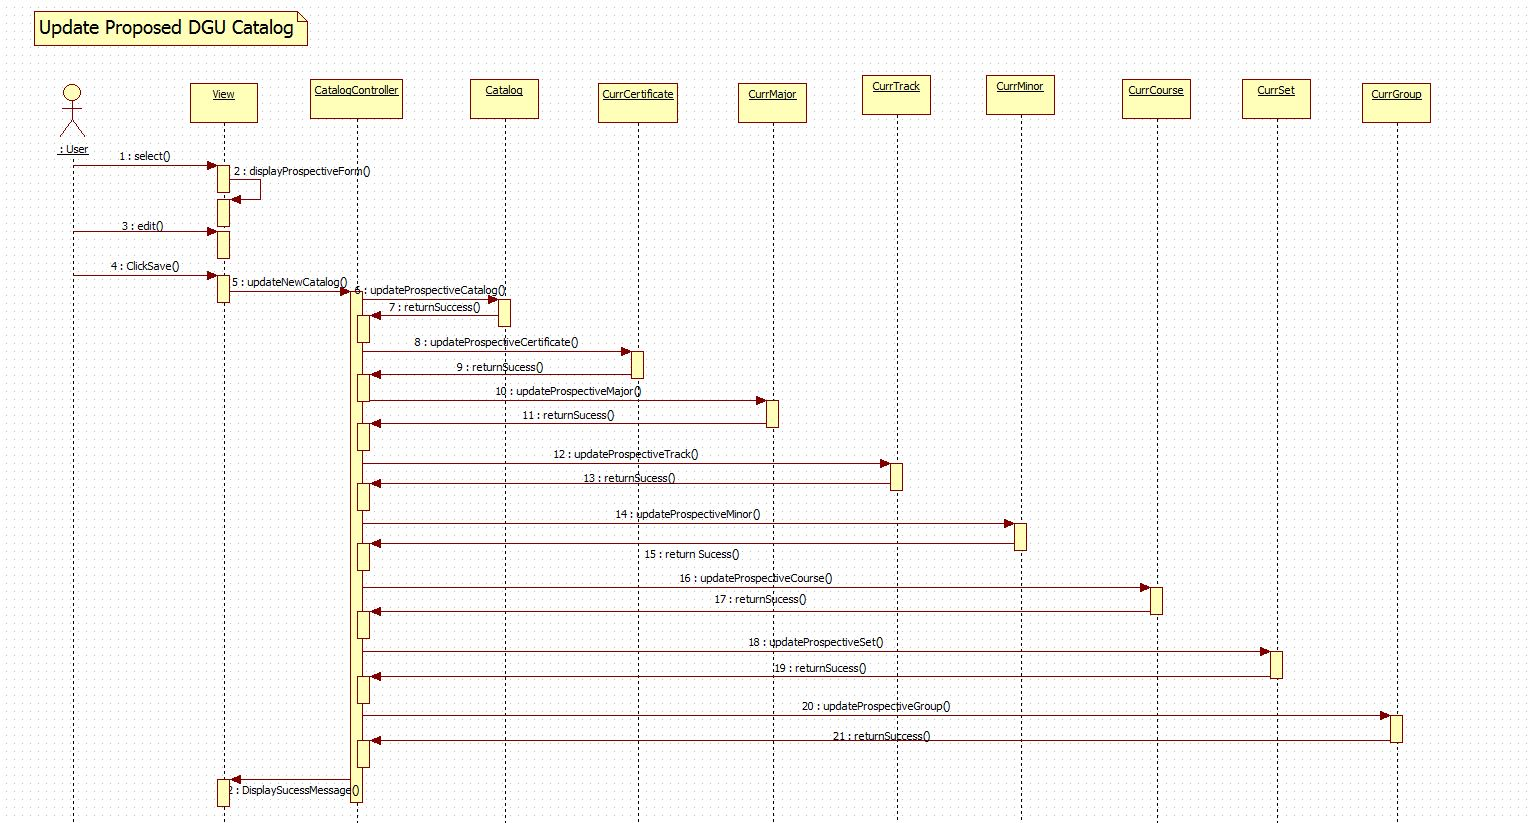 Update Proposed DGU Catalog
View
CatalogController
Catalog
CurrCertificate
CurrMajor
CurrTrack
CurrMinor
CurrCourse
CurrSet
CurrGroup
: User
1 : select()
2 : displayProspectiveForm()
3 : edit()
4 : ClickSave()
5 : updateNewCatalog()
6 : updateProspectiveCatalog()
7 : returnSuccess()
8 : updateProspectiveCertificate()
9 : returnSucess()
10 : updateProspectiveMajor()
11 : returnSucess()
12 : updateProspectiveTrack()
13 : returnSucess()
14 : updateProspectiveMinor()
15 : return Sucess()
16 : updateProspectiveCourse()
17 : returnSucess()
18 : updateProspectiveSet()
19 : returnSucess()
20 : updateProspectiveGroup()
21 : returnSuccess()
2 : DisplaySucessMessage()